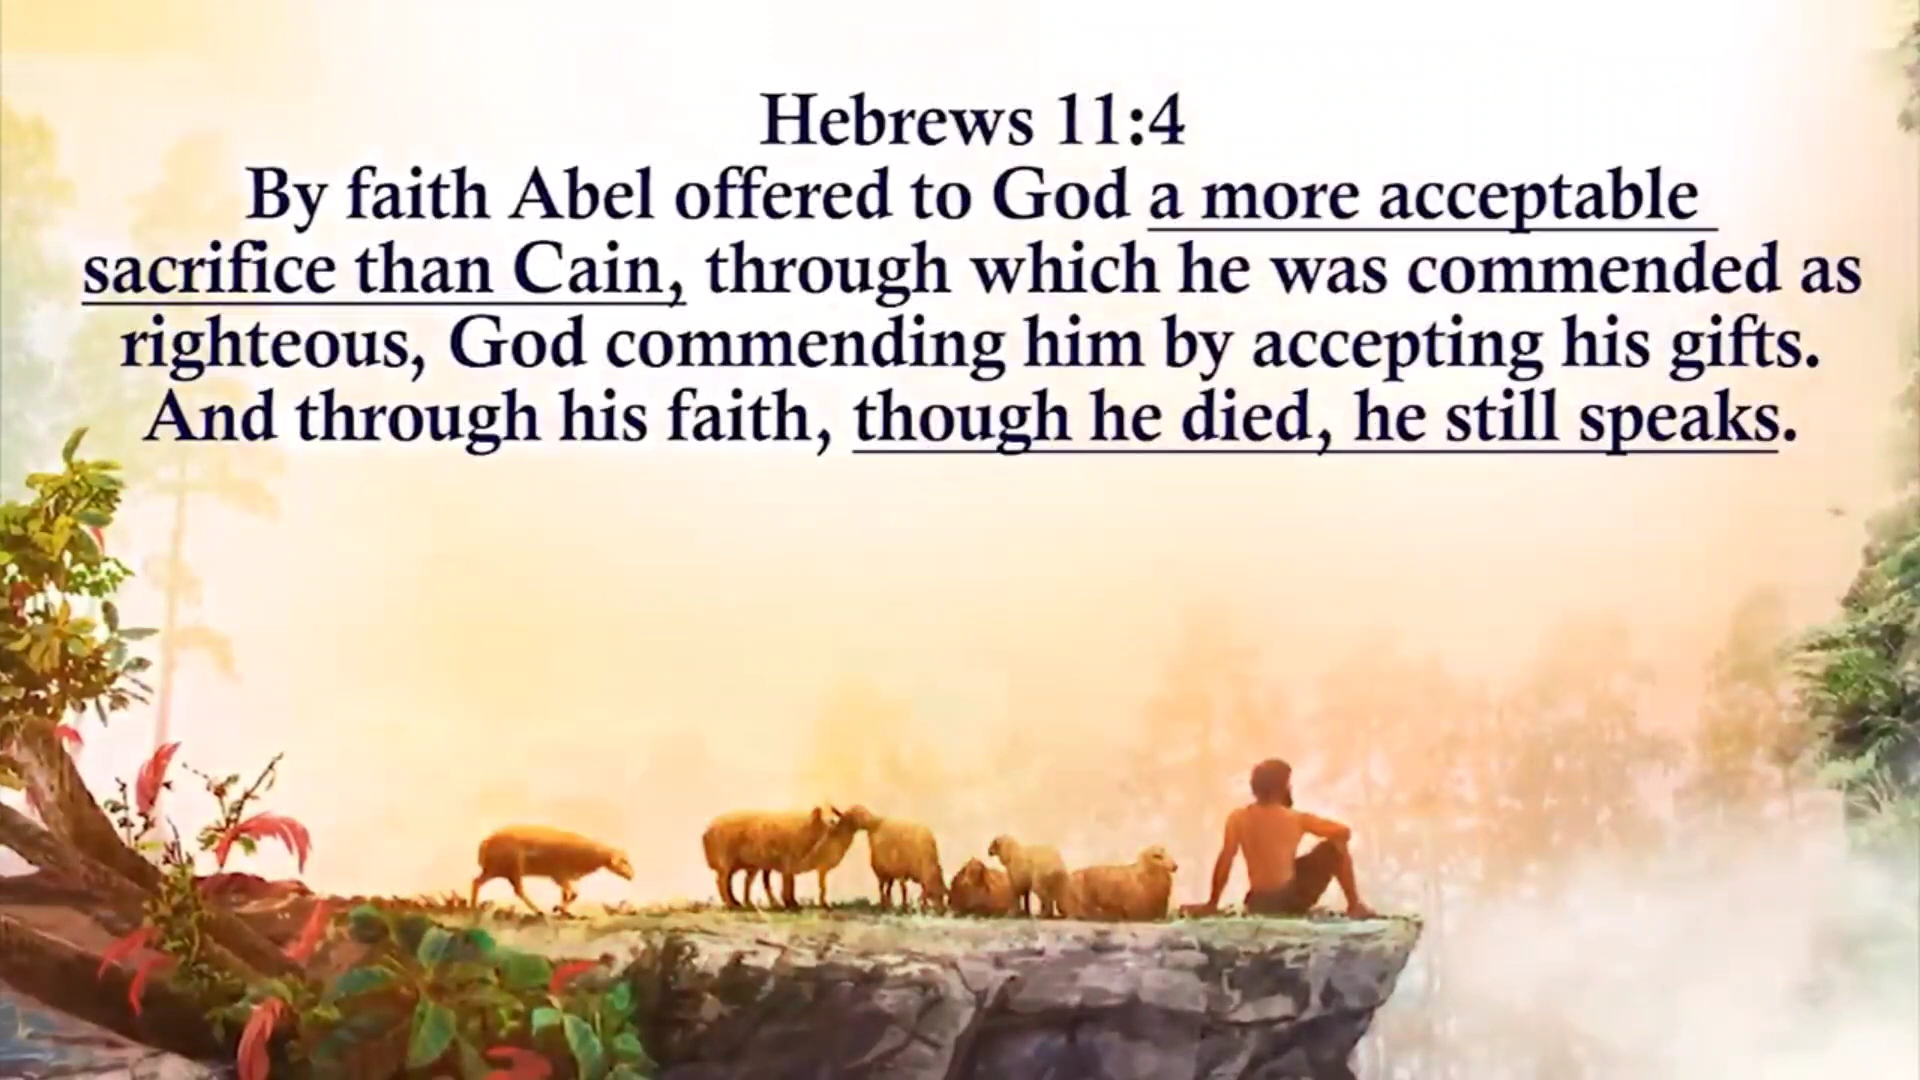 Hebrews 11:4
By faith Abel offered to God a more acceptable
sacrifice than Cain, through which he was commended as
righteous, God commending him by accepting his gifts.
And through his faith, though he died, he still speaks.